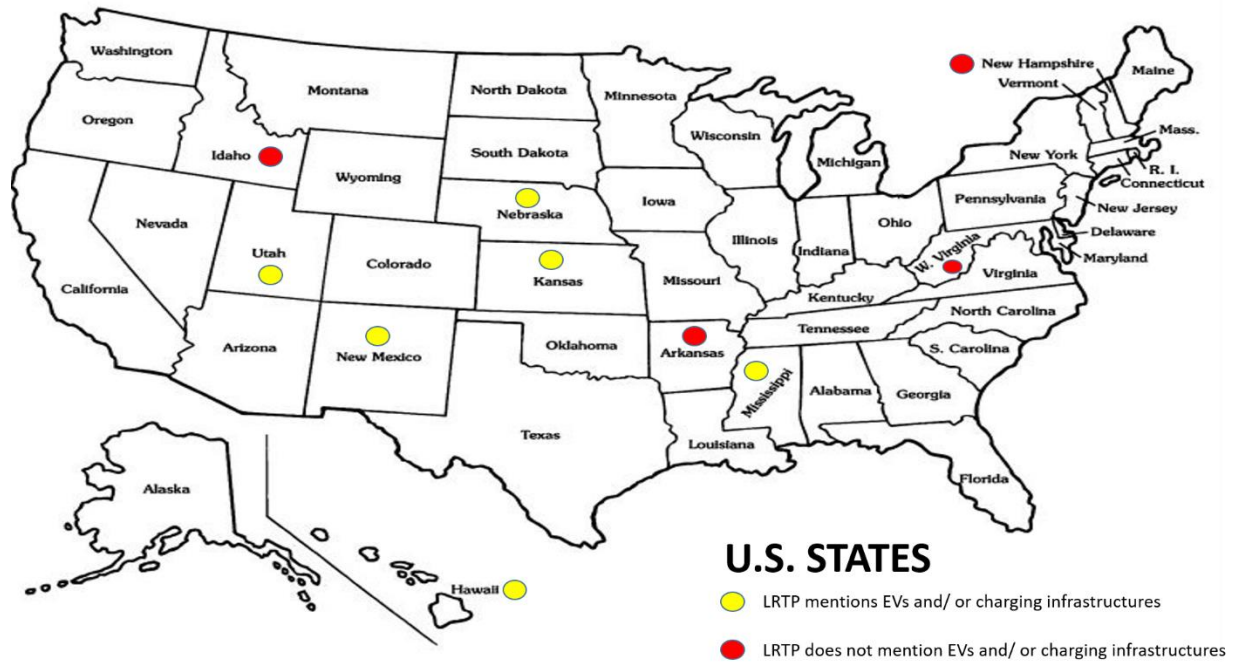 Washington
Montana
North Dakota
Minnesota
New Hampshire
Vermont
Maine
Oregon
Idaho
South Dakota
Wisconsin
Michigan
New York
Mass.
R. I.
Connecticut
Wyoming
Nebraska
Iowa
Pennsylvania
New Jersey
Nevada
Utah
Colorado
Kansas
Illinois
Indiana
Ohio
W. Virginia
Delaware
Maryland
California
Missouri
Kentucky
Virginia
Arizona
New Mexico
Oklahoma
Arkansas
Tennessee
North Carolina
S. Carolina
Mississippi
Alabama
Georgia
Texas
Louisiana
Florida
Alaska
Hawaii
U.S. STATES
LRTP mentions EVs and/ or charging infrastructures
LRTP does not mention EVs and/ or charging infrastructures